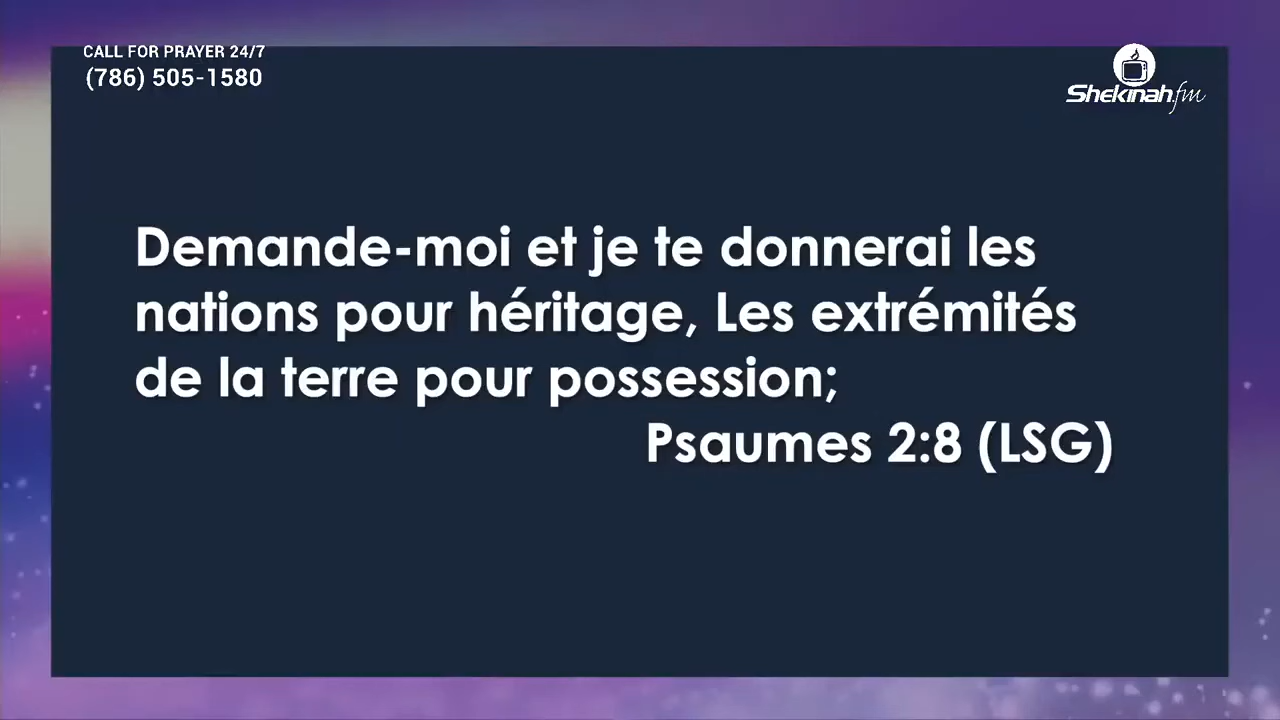 CALL FOR PRAYER 24/7
(786) 505-1580
Shekinah.fm
Demande-moi et je te donnerai les
nations pour héritage, Les extrémités
de la terre pour possession;
Psaumes 2:8 (LSG)